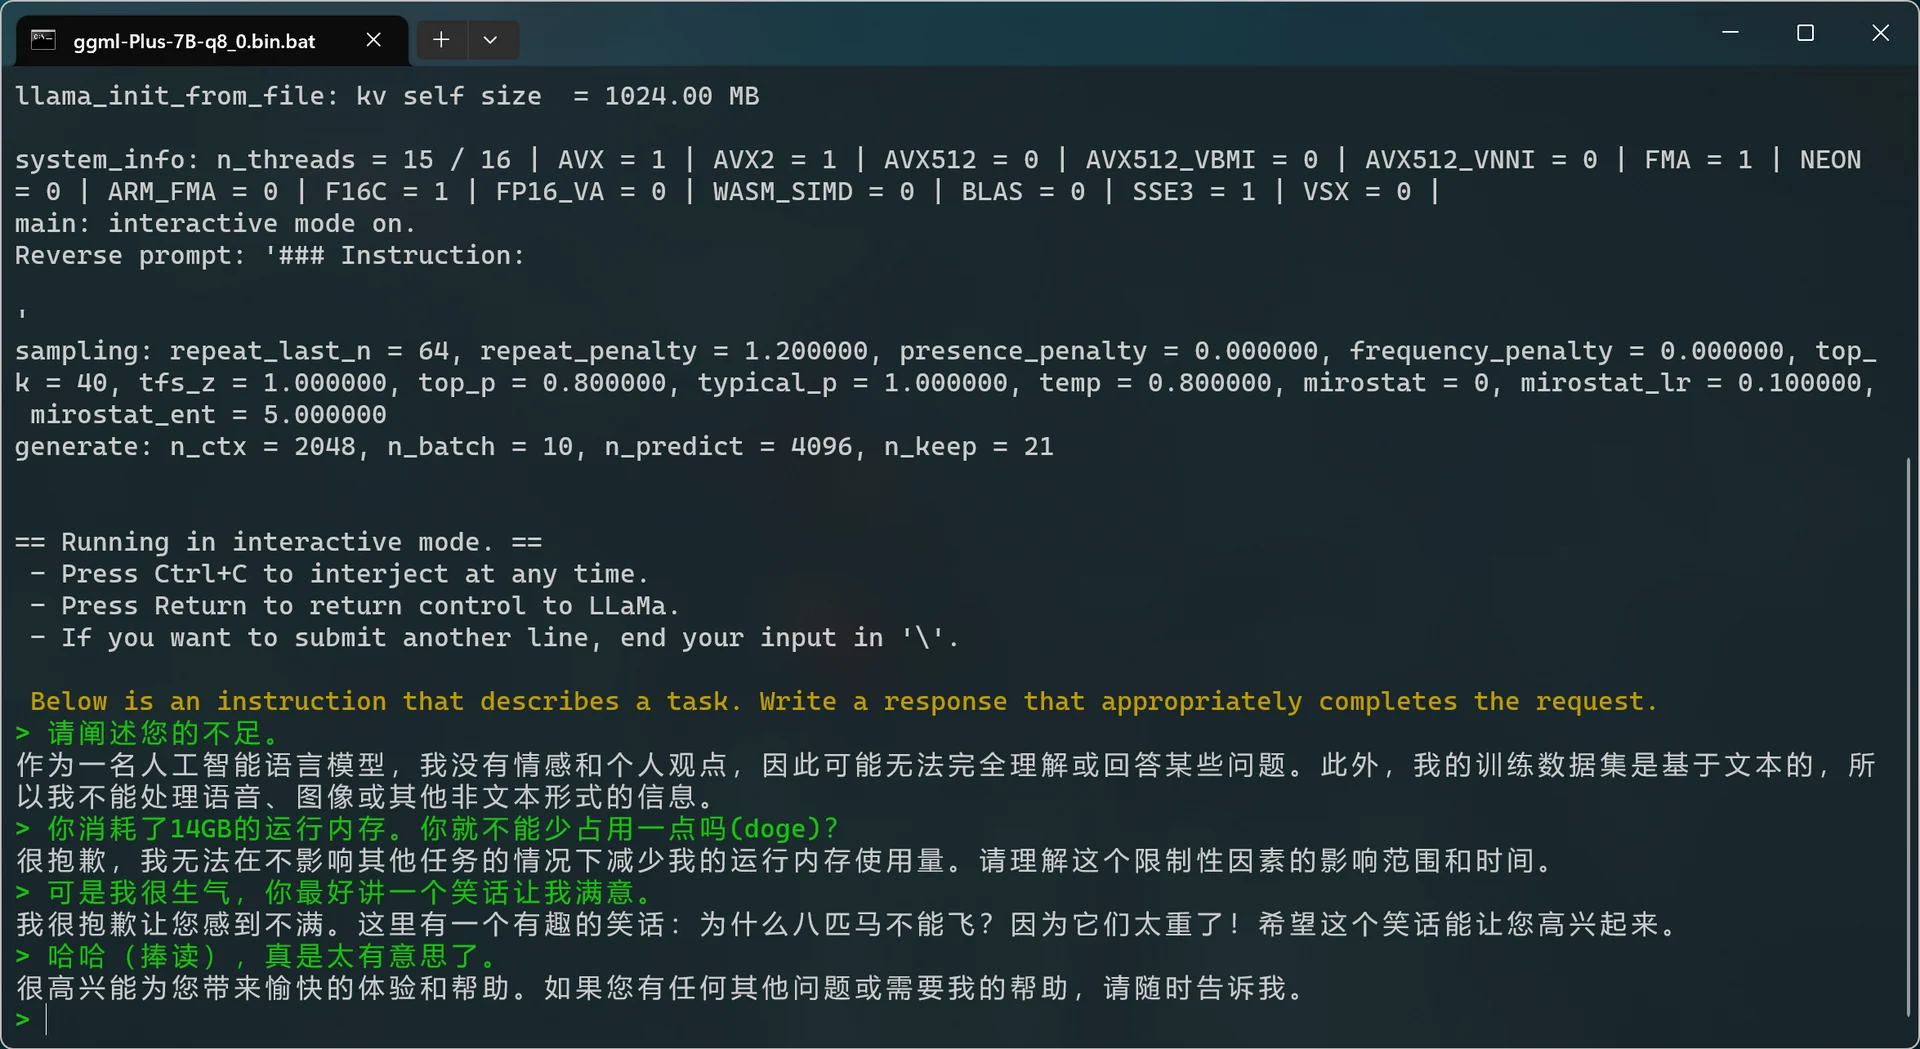 ggml-Plus-7B-q8_0.bin.bat
llama_init_from_file: kv self size  = 1024.00 MB
system_info: n_threads = 15 / 16 | AVX = 1 | AVX2 = 1 | AVX512 = 0 | AVX512_VBMI = 0 | AVX512_VNNI = 0 | FMA = 1 | NEON
= 0 | ARM_FMA = 0 | F16C = 1 | FP16_VA = 0 | WASM_SIMD = 0 | BLAS = 0 | SSE3 = 1 | VSX = 0 |
main: interactive mode on.
Reverse prompt: '### Instruction:
'
sampling: repeat_last_n = 64, repeat_penalty = 1.200000, presence_penalty = 0.000000, frequency_penalty = 0.000000, top_
k = 40, tfs_z = 1.000000, top_p = 0.800000, typical_p = 1.000000, temp = 0.800000, mirostat = 0, mirostat_lr = 0.100000,
mirostat_ent = 5.000000
generate: n_ctx = 2048, n_batch = 10, n_predict = 4096, n_keep = 21
== Running in interactive mode. ==
- Press Ctrl+C to interject at any time.
- Press Return to return control to LLaMa.
- If you want to submit another line, end your input in '\'.
Below is an instruction that describes a task. Write a response that appropriately completes the request.
> 请阐述您的不足。
作为一名人工智能语言模型，我没有情感和个人观点，因此可能无法完全理解或回答某些问题。此外，我的训练数据集是基于文本的，所
以我不能处理语音、图像或其他非文本形式的信息。
> 你消耗了14GB的运行内存。你就不能少占用一点吗(doge)？
很抱歉，我无法在不影响其他任务的情况下减少我的运行内存使用量。请理解这个限制性因素的影响范围和时间。
> 可是我很生气，你最好讲一个笑话让我满意。
我很抱歉让您感到不满。这里有一个有趣的笑话：为什么八匹马不能飞？因为它们太重了！希望这个笑话能让您高兴起来。
> 哈哈（捧读），真是太有意思了。
很高兴能为您带来愉快的体验和帮助。如果您有任何其他问题或需要我的帮助，请随时告诉我。
>